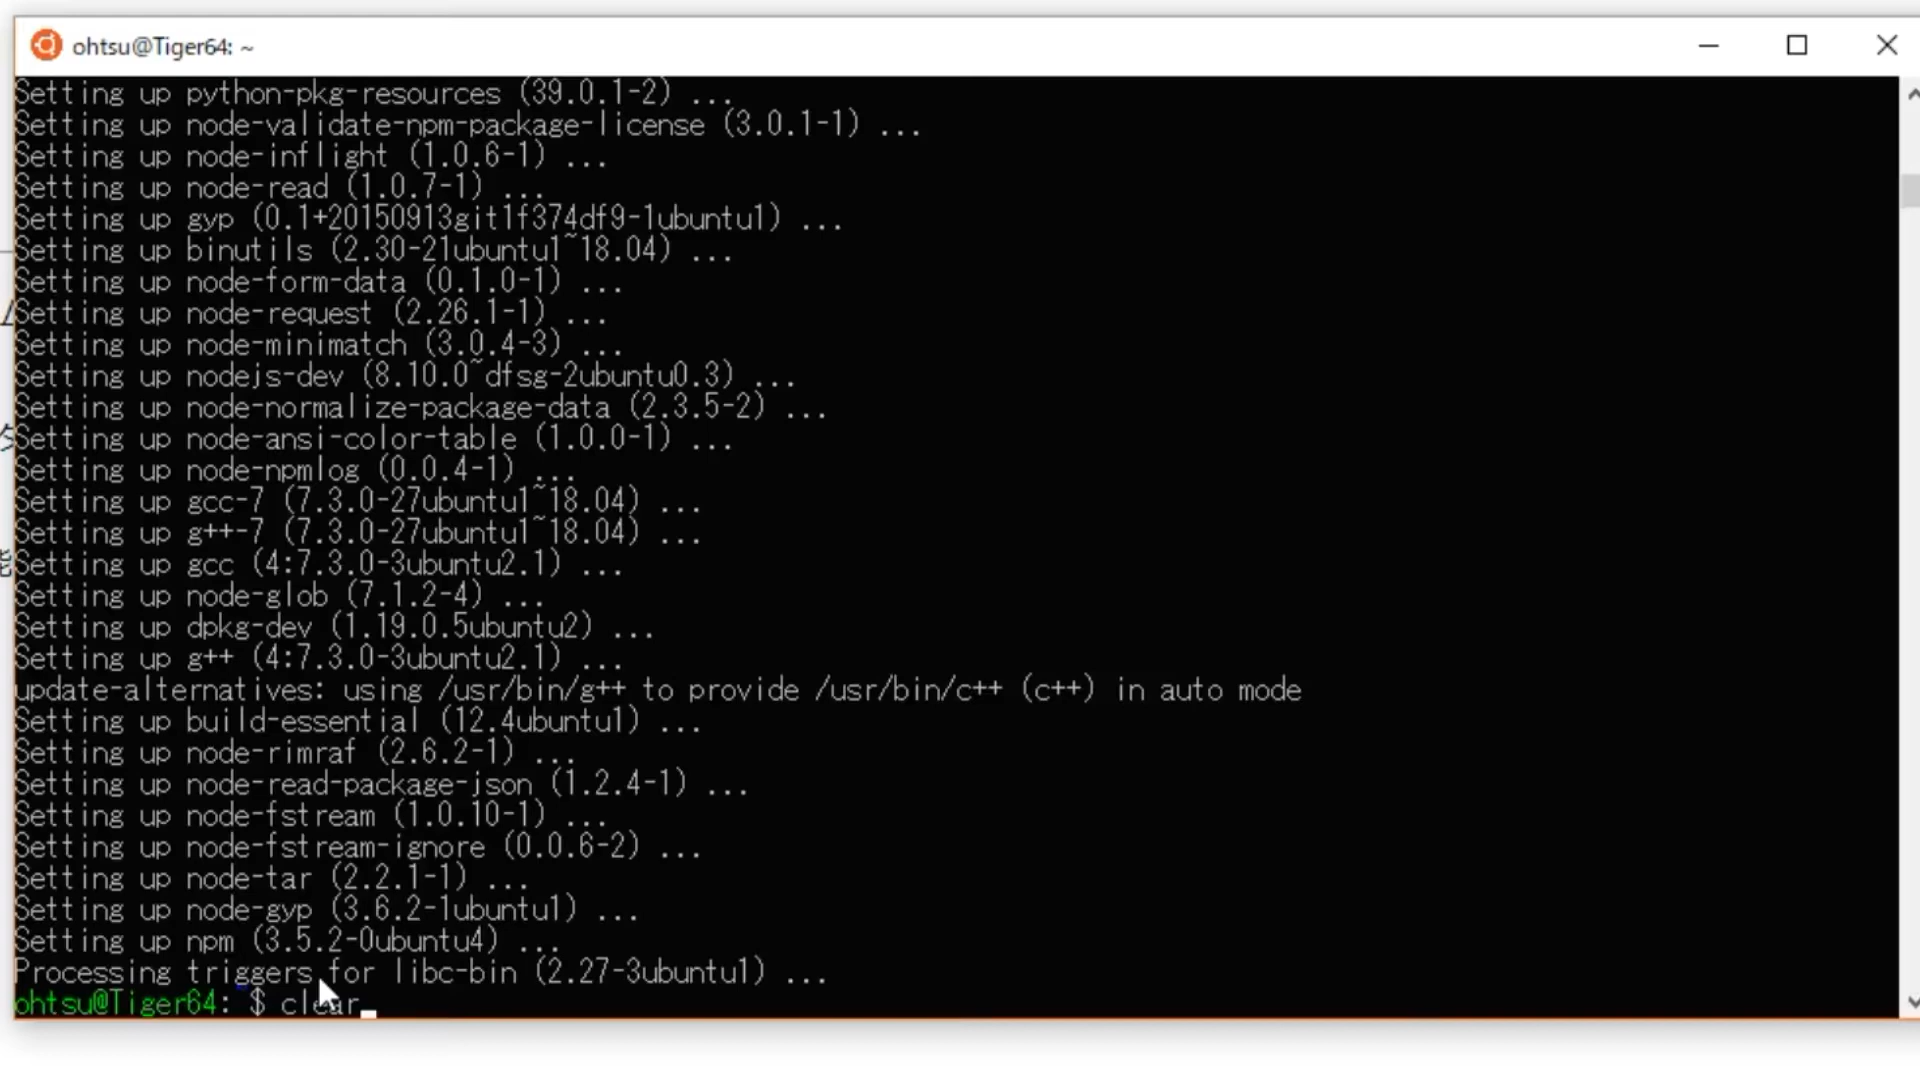 ohtsu@Tiger64: ~
Setting up python-pkg-resources (39.0.1-2) ...
Setting up node-validate-npm-package-license (3.0.1-1) ...
Setting up node-inflight (1.0.6-1) ...
Setting up node-read (1.0.7-1) ...
Setting up gyp (0.1+20150913git1f374df9-1ubuntu1) ...
Setting up binutils (2.30-21ubuntu1~18.04) ...
Setting up node-form-data (0.1.0-1) ...
Setting up node-request (2.26.1-1) ...
Setting up node-minimatch (3.0.4-3) ...
Setting up nodejs-dev (8.10.0~dfsg-2ubuntu0.3) ...
Setting up node-normalize-package-data (2.3.5-2) ...
Setting up node-ansi-color-table (1.0.0-1) ...
Setting up node-npmlog (0.0.4-1) ...
Setting up gcc-7 (7.3.0-27ubuntu1~18.04) ...
Setting up g++-7 (7.3.0-27ubuntu1~18.04) ...
Setting up gcc (4:7.3.0-3ubuntu2.1) ...
Setting up node-glob (7.1.2-4) ...
Setting up dpkg-dev (1.19.0.5ubuntu2) ...
Setting up g++ (4:7.3.0-3ubuntu2.1) ...
update-alternatives: using /usr/bin/g++ to provide /usr/bin/c++ (c++) in auto mode
Setting up build-essential (12.4ubuntu1) ...
Setting up node-rimraf (2.6.2-1) ...
Setting up node-read-package-json (1.2.4-1) ...
Setting up node-fstream (1.0.10-1) ...
Setting up node-fstream-ignore (0.0.6-2) ...
Setting up node-tar (2.2.1-1) ...
Setting up node-gyp (3.6.2-1ubuntu1) ...
Setting up npm (3.5.2-0ubuntu4) ...
Processing triggers for libc-bin (2.27-3ubuntu1) ...
ohtsu@Tiger64:~$ clear